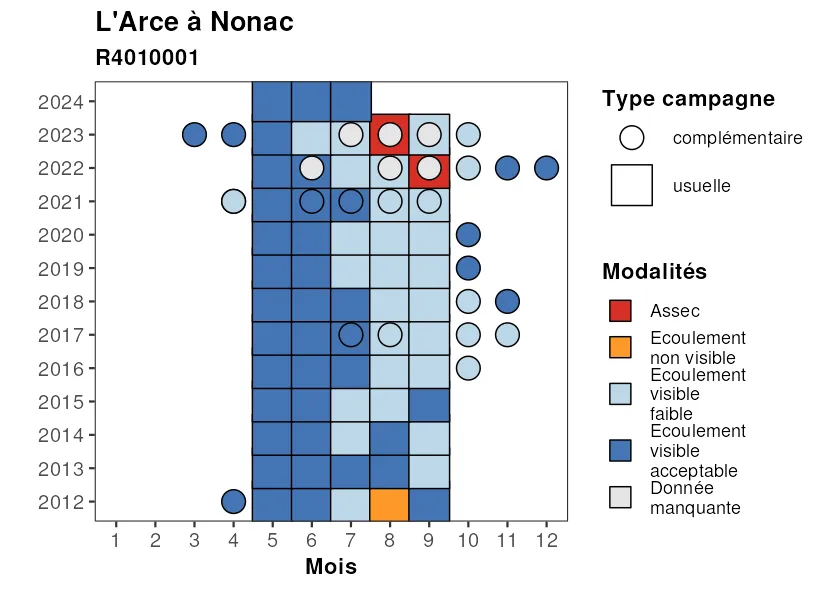 L'Arce à Nonac
R4010001
2024
2023
2022
2021
2020
2019
2018
2017
2016
2015
2014
2013
2012
1 2 3 4 5 6 7 8 9 10 11 12
Mois
Type campagne
complémentaire
usuelle
Modalités
Assec
Ecoulement
non visible
Ecoulement
visible
faible
Ecoulement
visible
acceptable
Donnée
manquante